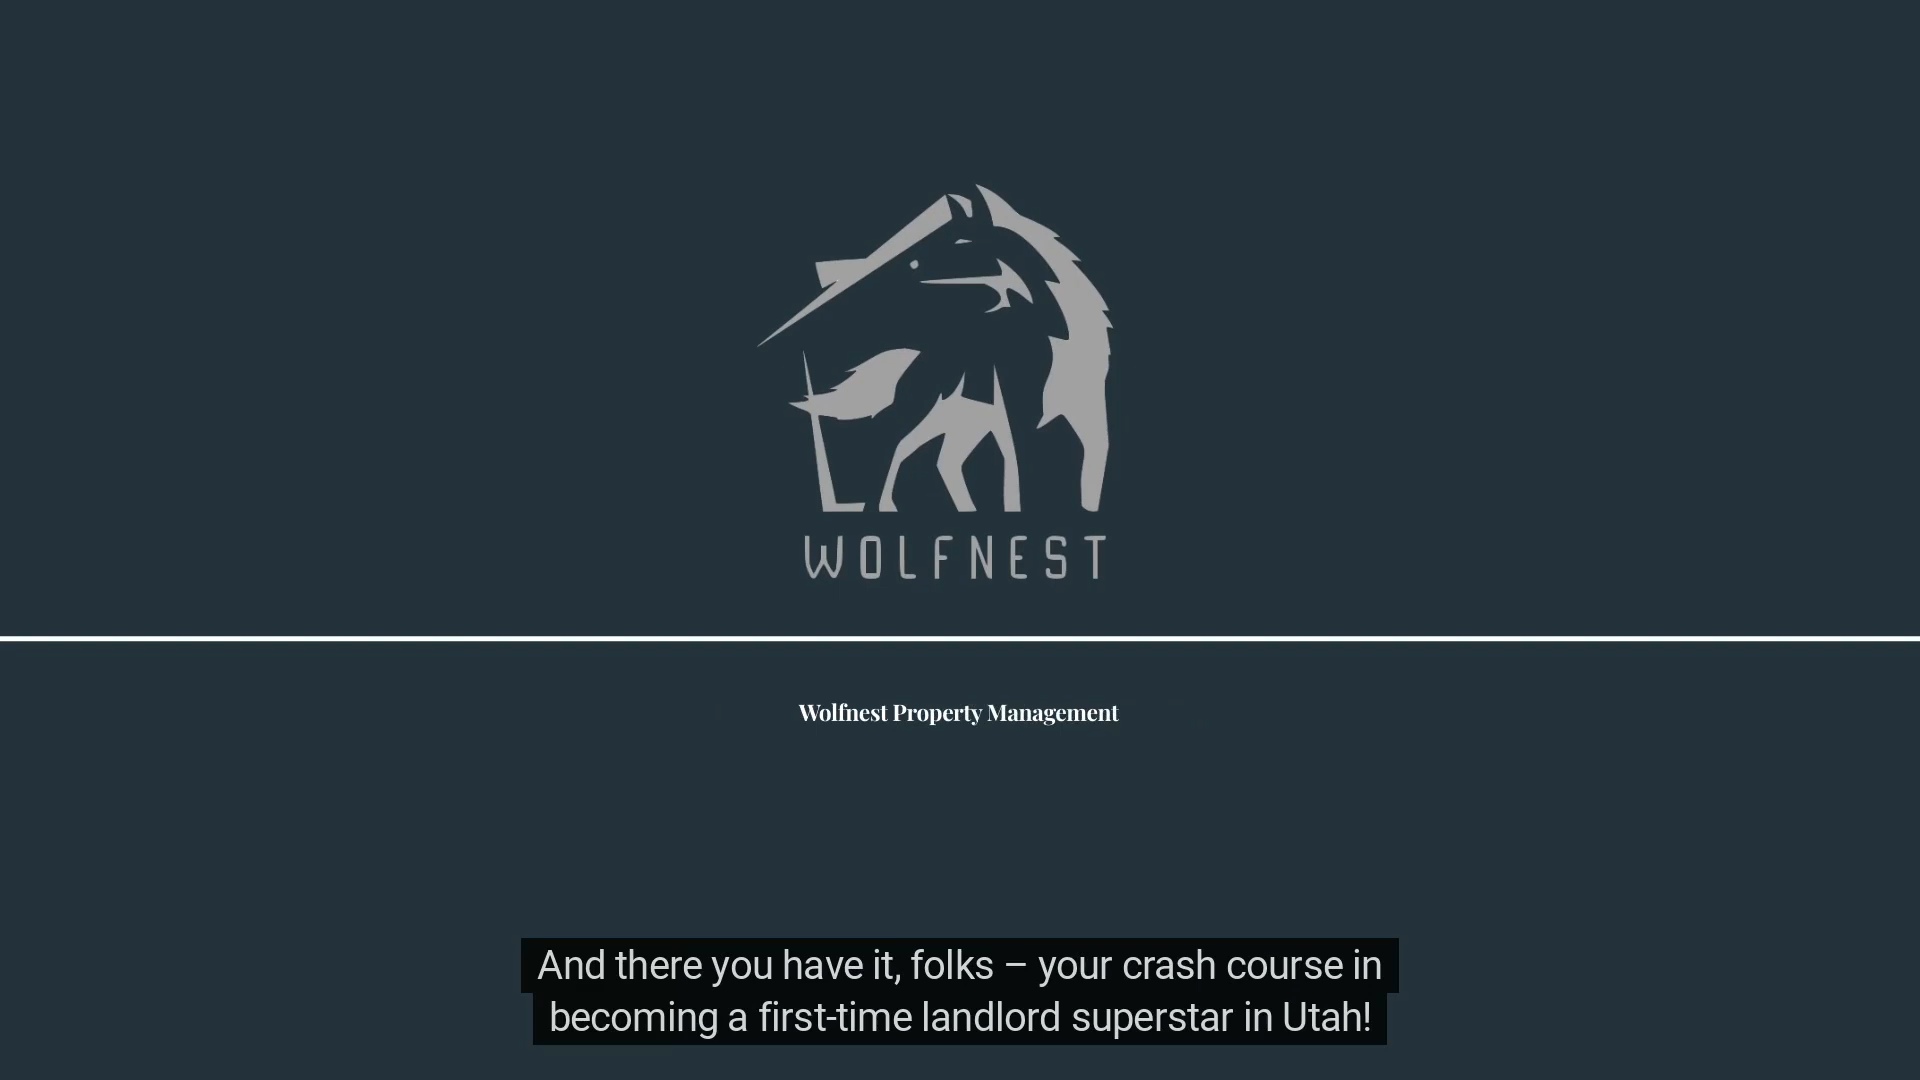 WOLFNEST
Wolfnest Property Management
And there you have it, folks – your crash course in
becoming a first-time landlord superstar in Utah!